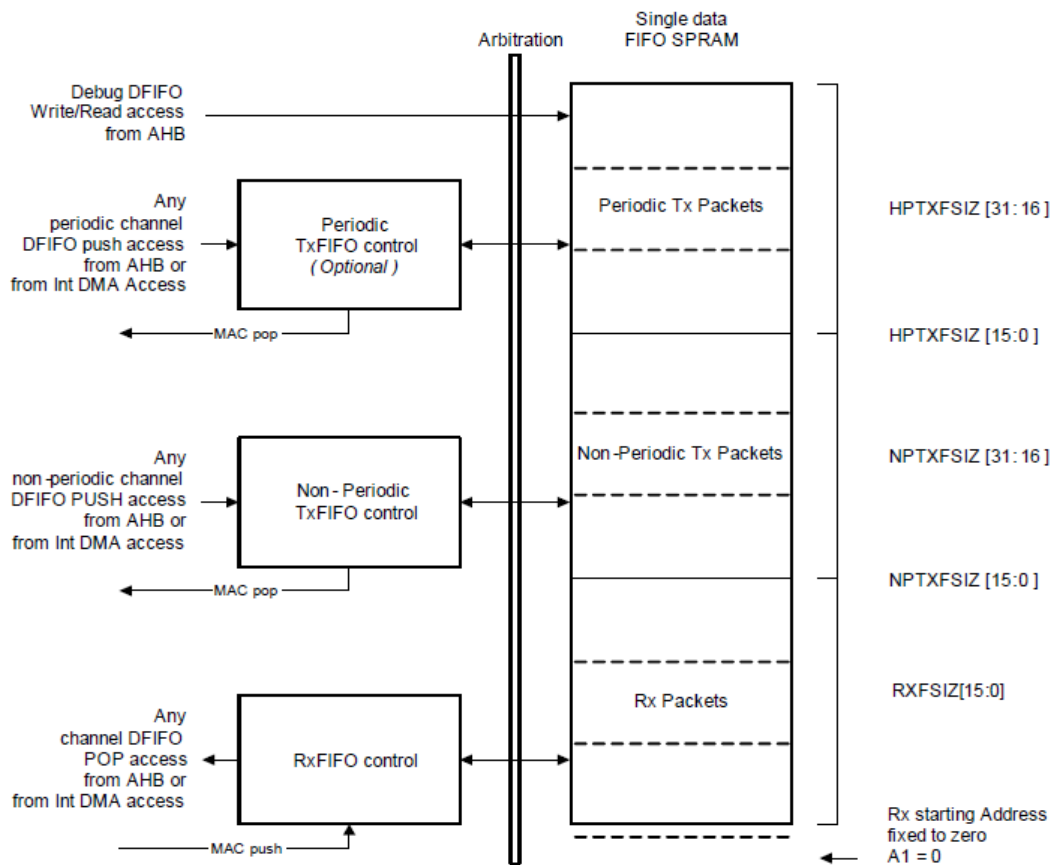 Single data
FIFO SPRAM
Arbitration
Debug DFIFO
Write/Read access
from AHB
Any
periodic channel
DFIFO push access
from AHB or
from Int DMA Access
Periodic
TxFIFO control
( Optional )
MAC pop
Periodic Tx Packets
HPTXFSIZ [31: 16 ]
HPTXFSIZ [15:0 ]
Any
non-periodic channel
DFIFO PUSH access
from AHB or
from Int DMA access
Non - Periodic
TxFIFO control
MAC pop
Non -Periodic Tx Packets
NPTXFSIZ [31: 16 ]
NPTXFSIZ [15:0 ]
Any
channel DFIFO
POP access
from AHB or
from Int DMA access
RxFIFO control
MAC push
Rx Packets
RXFSIZ[15:0]
Rx starting Address
fixed to zero
A1 = 0